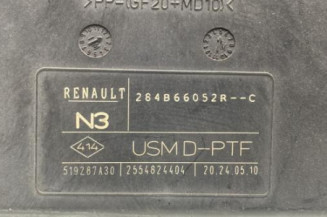 >PP-(GF20+MD10)<
RENAULT 284B66052R--C
N3
414 USM D-PTF
519287A30 2554824404 20.24.05.10